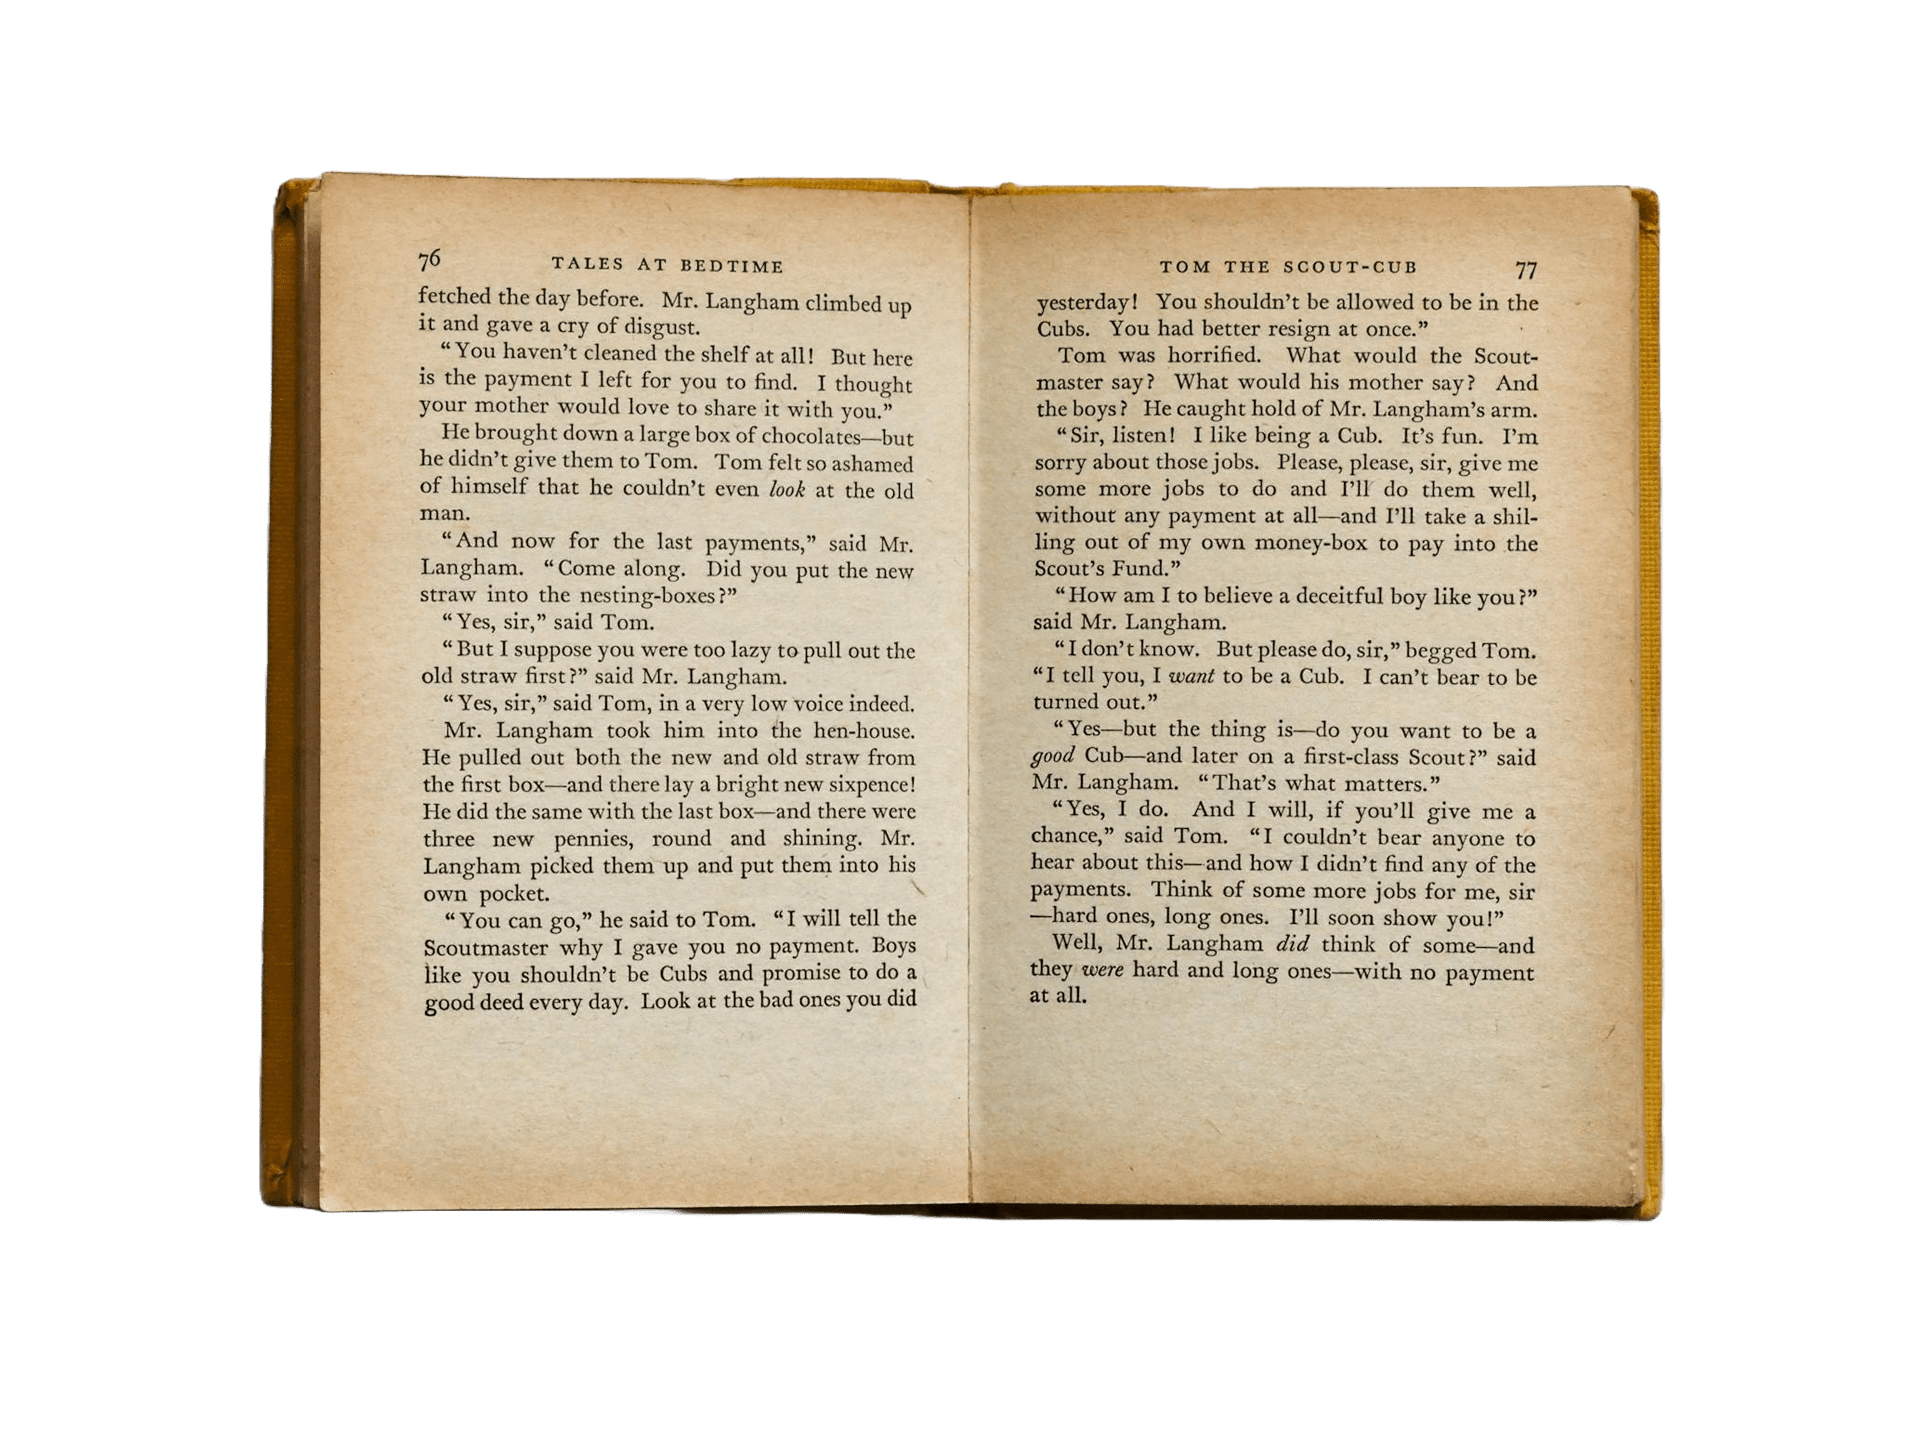 76 TALES AT BEDTIME
fetched the day before. Mr. Langham climbed up
it and gave a cry of disgust.
“You haven’t cleaned the shelf at all! But here
is the payment I left for you to find. I thought
your mother would love to share it with you.”
He brought down a large box of chocolates—but
he didn’t give them to Tom. Tom felt so ashamed
of himself that he couldn’t even look at the old
man.
“And now for the last payments,” said Mr.
Langham. “Come along. Did you put the new
straw into the nesting-boxes?”
“Yes, sir,” said Tom.
“But I suppose you were too lazy to pull out the
old straw first?” said Mr. Langham.
“Yes, sir,” said Tom, in a very low voice indeed.
Mr. Langham took him into the hen-house.
He pulled out both the new and old straw from
the first box—and there lay a bright new sixpence!
He did the same with the last box—and there were
three new pennies, round and shining. Mr.
Langham picked them up and put them into his
own pocket.
“You can go,” he said to Tom. “I will tell the
Scoutmaster why I gave you no payment. Boys
like you shouldn’t be Cubs and promise to do a
good deed every day. Look at the bad ones you did
TOM THE SCOUT-CUB 77
yesterday! You shouldn’t be allowed to be in the
Cubs. You had better resign at once.”
Tom was horrified. What would the Scout-
master say? What would his mother say? And
the boys? He caught hold of Mr. Langham’s arm.
“Sir, listen! I like being a Cub. It’s fun. I’m
sorry about those jobs. Please, please, sir, give me
some more jobs to do and I’ll do them well,
without any payment at all—and I’ll take a shil-
ling out of my own money-box to pay into the
Scout’s Fund.”
“How am I to believe a deceitful boy like you?”
said Mr. Langham.
“I don’t know. But please do, sir,” begged Tom.
“I tell you, I want to be a Cub. I can’t bear to be
turned out.”
“Yes—but the thing is—do you want to be a
good Cub—and later on a first-class Scout?” said
Mr. Langham. “That’s what matters.”
“Yes, I do. And I will, if you’ll give me a
chance,” said Tom. “I couldn’t bear anyone to
hear about this—and how I didn’t find any of the
payments. Think of some more jobs for me, sir
—hard ones, long ones. I’ll soon show you!”
Well, Mr. Langham did think of some—and
they were hard and long ones—with no payment
at all.